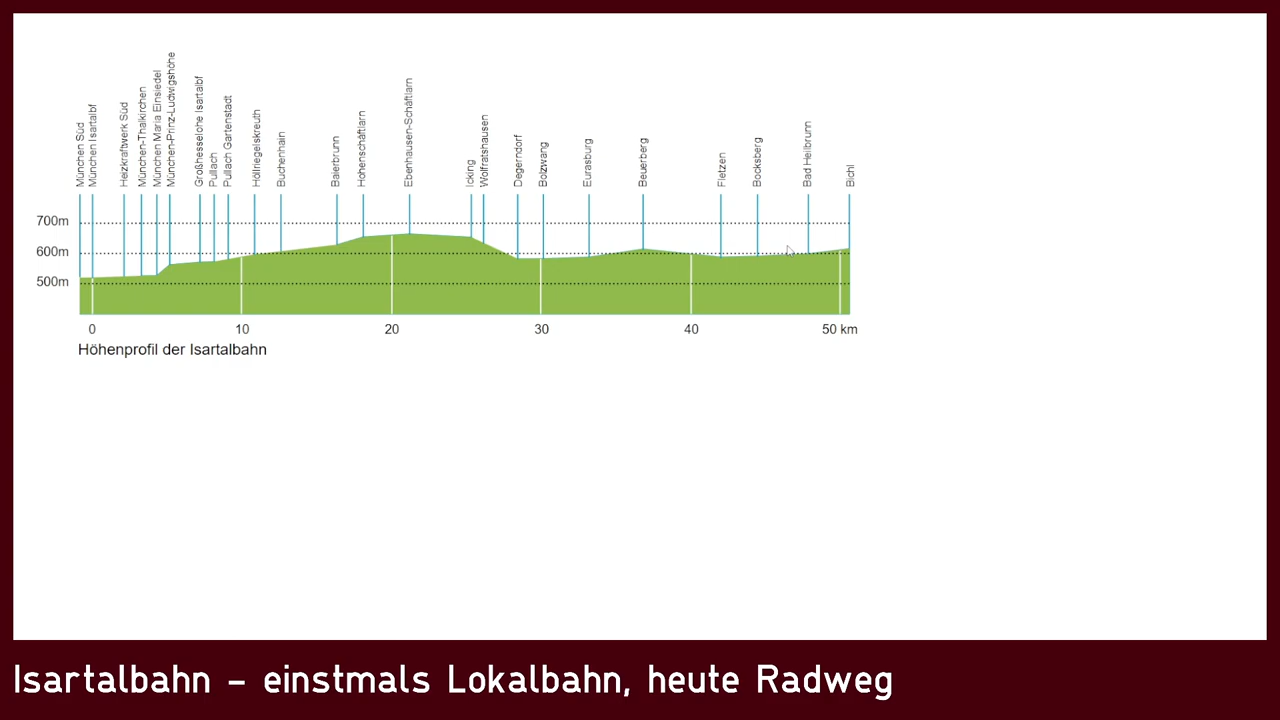 München Süd
München Isartalbf
Heizkraftwerk Süd
München-Thalkirchen
München Maria Einsiedel
München-Prinz-Ludwigshöhe
Großhesselohe Isartalbf
Pullach
Pullach Gartenstadt
Höllriegelskreuth
Buchenhain
Baierbrunn
Hohenschäftlarn
Ebenhausen-Schäftlarn
Icking
Wolfratshausen
Degerndorf
Bolzwang
Eurasburg
Beuerberg
Fletzen
Bocksberg
Bad Heilbrunn
Bichl
700m
600m
500m
0 10 20 30 40 50 km
Höhenprofil der Isartalbahn
Isartalbahn – einstmals Lokalbahn, heute Radweg